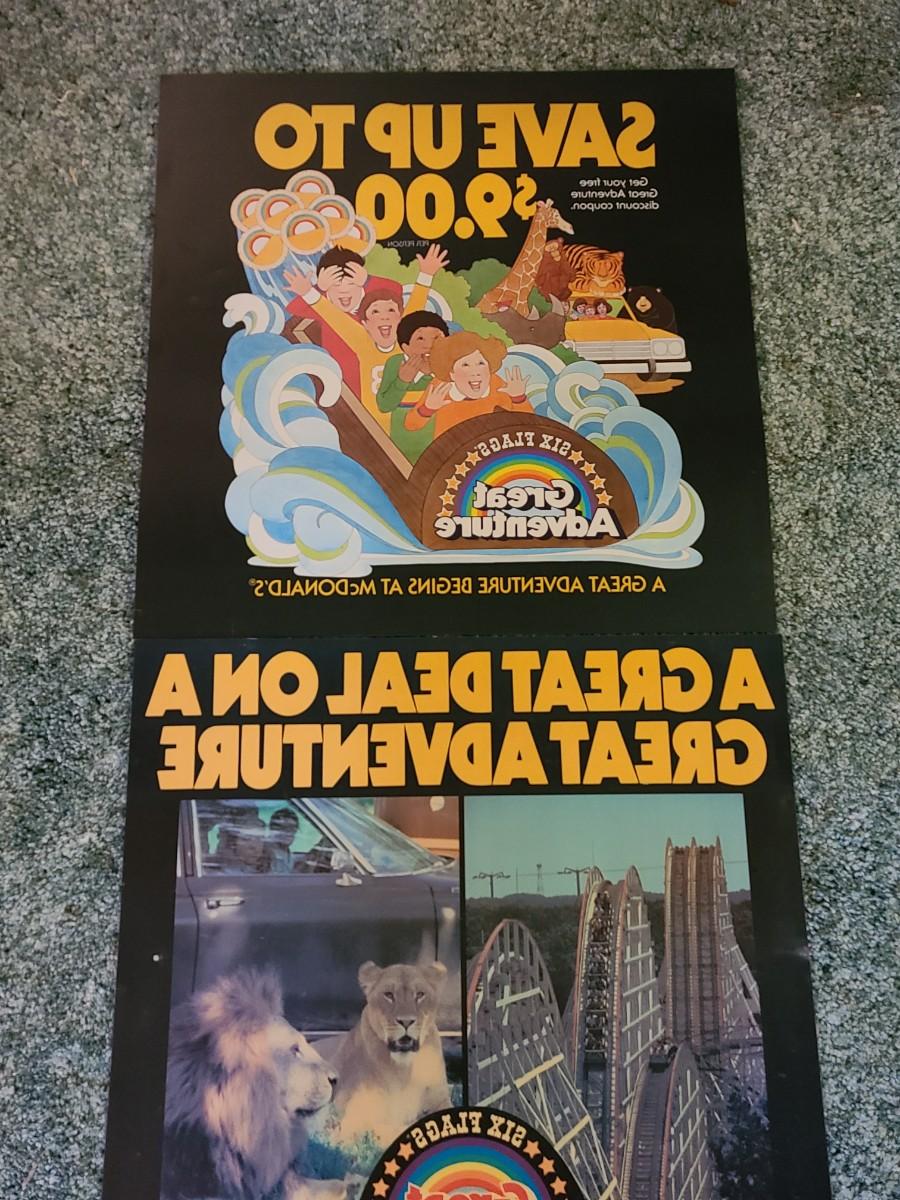 SAVE UP TO
$9.00
PER PERSON
Get your free
Great Adventure
discount coupon.
SIX FLAGS®
Great
Adventure
A GREAT ADVENTURE BEGINS AT McDONALD'S®
A GREAT DEAL ON A
GREAT ADVENTURE
SIX FLAGS®
Great